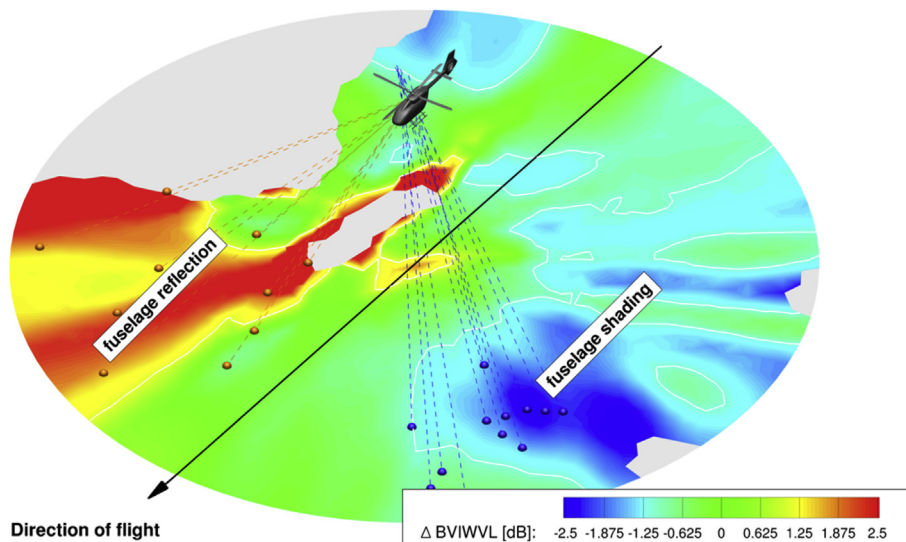 fuselage reflection
fuselage shading
Direction of flight
Δ BVIWVL [dB]: -2.5 -1.875 -1.25 -0.625 0 0.625 1.25 1.875 2.5